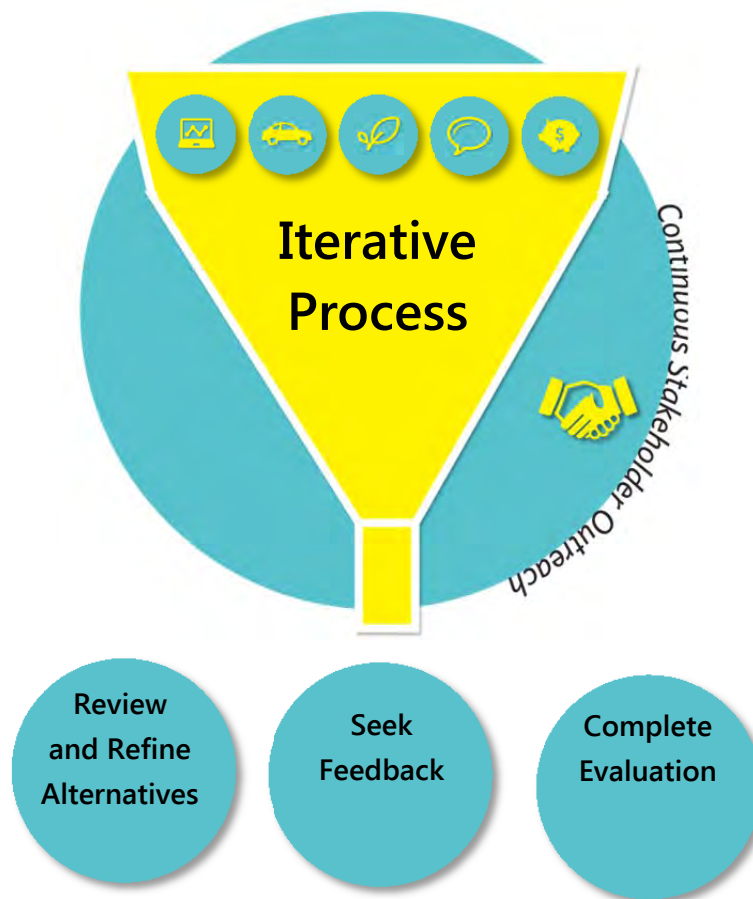 Iterative
Process
Continuous Stakeholder Outreach
$
Review
and Refine
Alternatives
Seek
Feedback
Complete
Evaluation